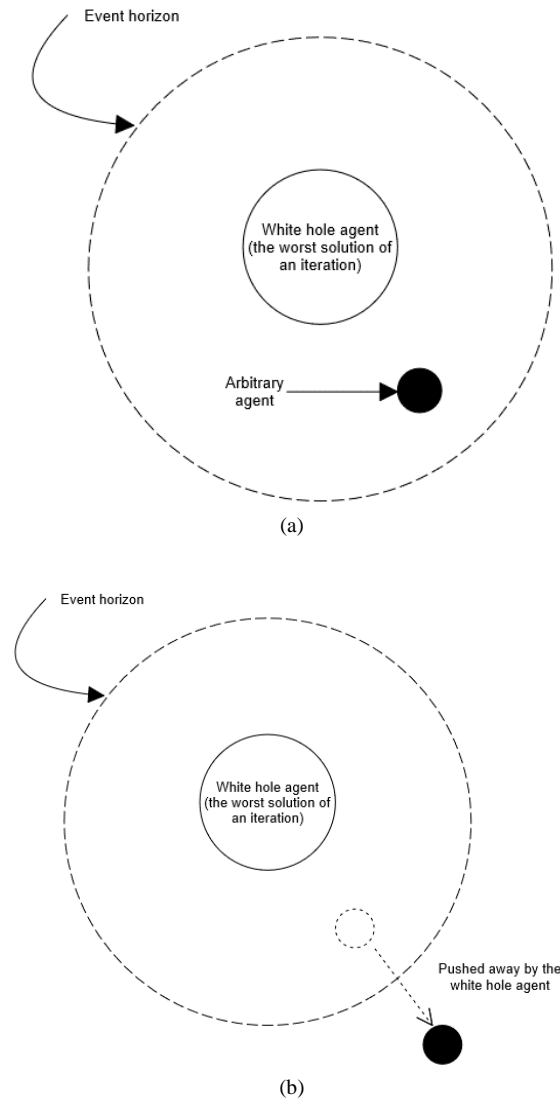 Event horizon
White hole agent
(the worst solution of
an iteration)
Arbitrary
agent
(a)
Event horizon
White hole agent
(the worst solution of
an iteration)
Pushed away by the
white hole agent
(b)